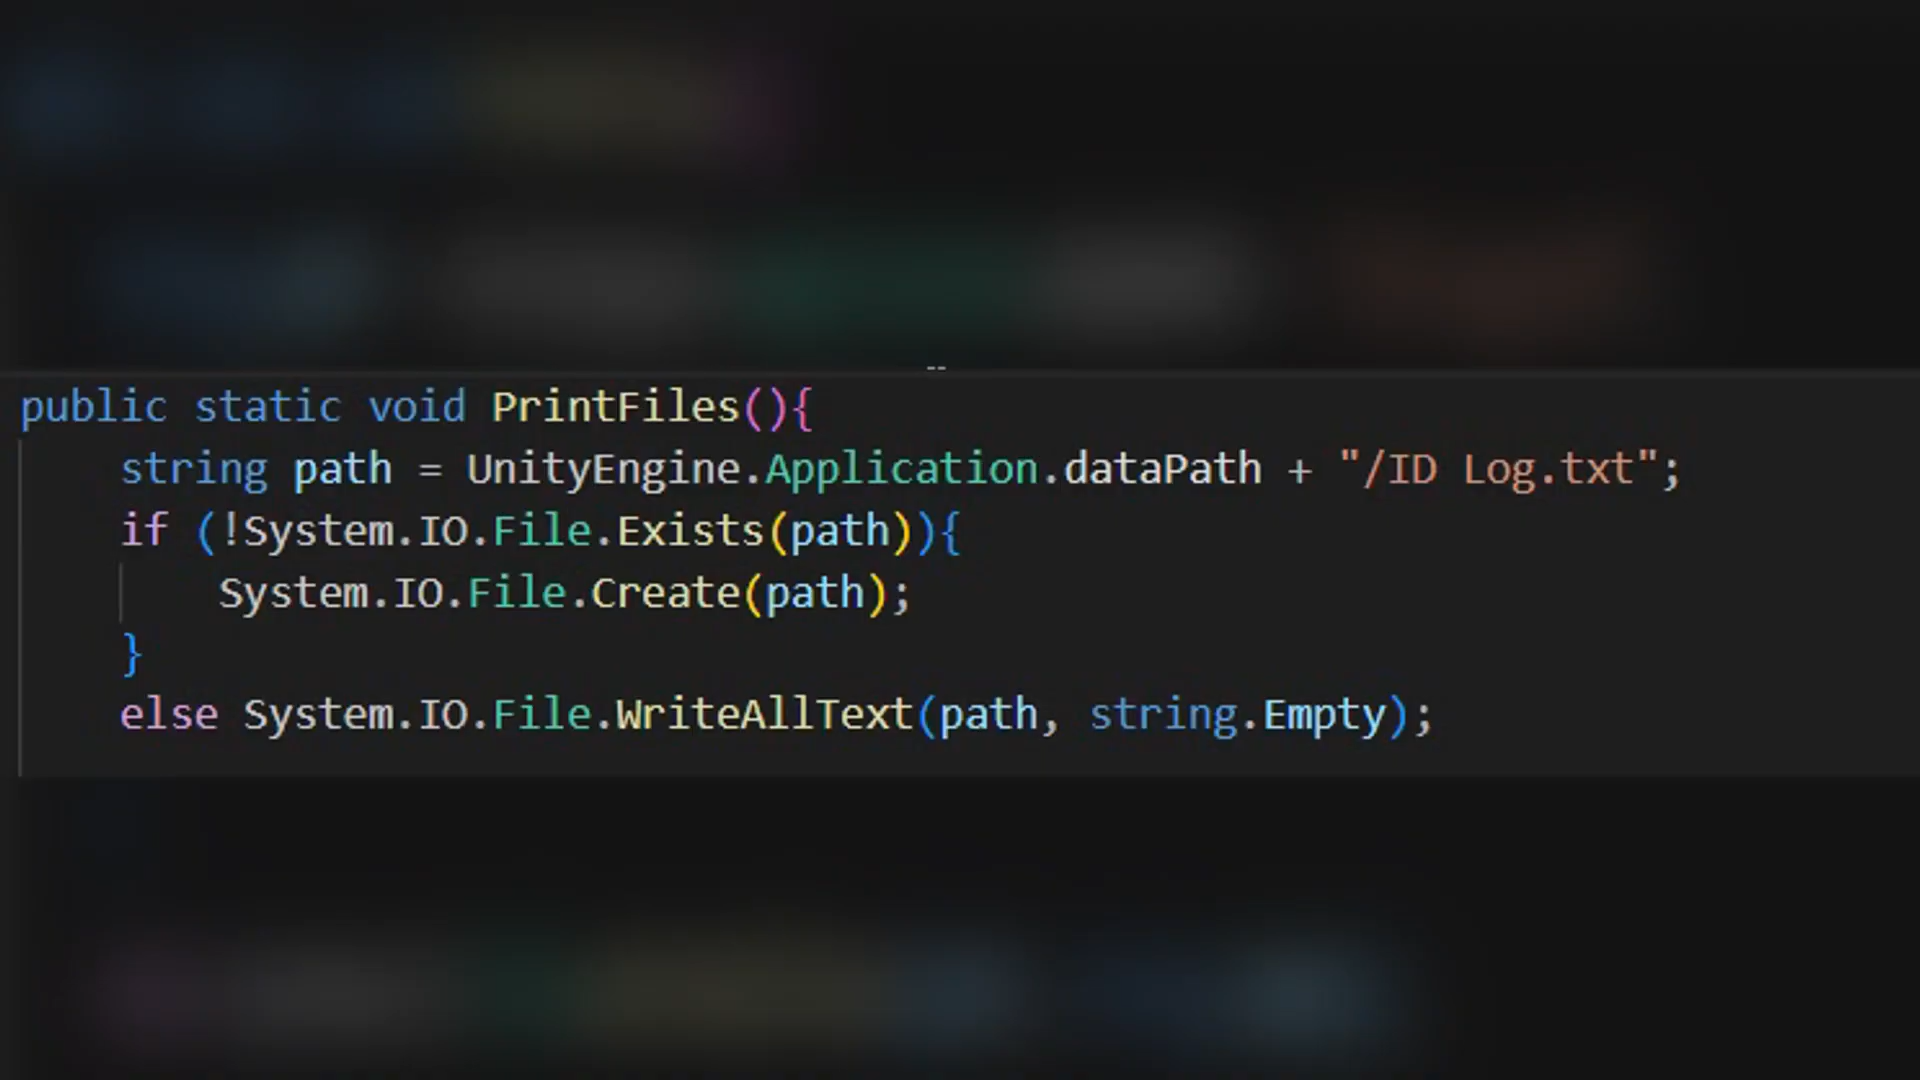 public static void PrintFiles(){
string path = UnityEngine.Application.dataPath + "/ID Log.txt";
if (!System.IO.File.Exists(path)){
System.IO.File.Create(path);
}
else System.IO.File.WriteAllText(path, string.Empty);